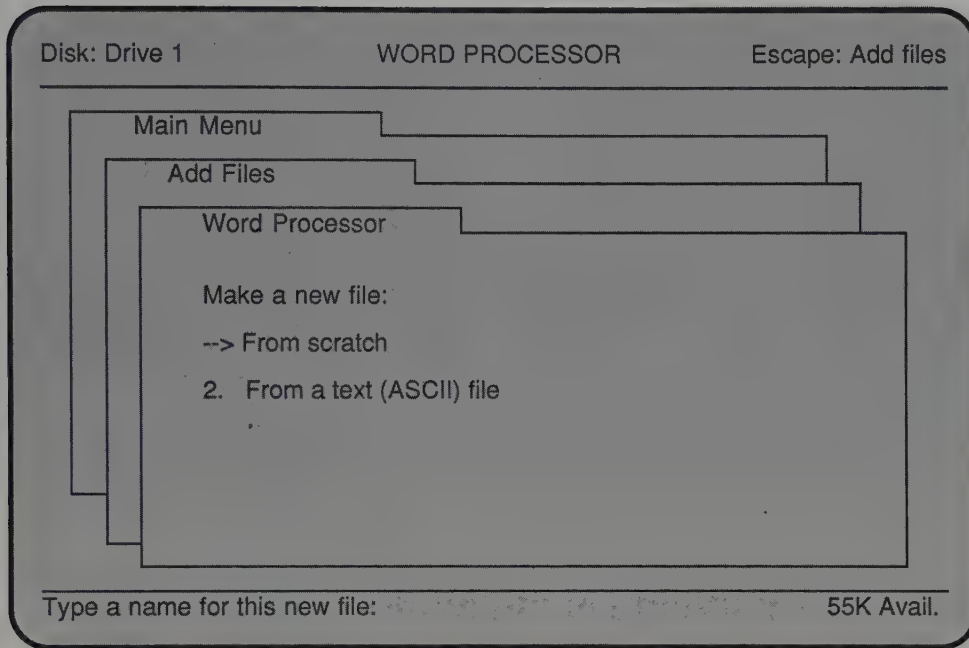 Disk: Drive 1 WORD PROCESSOR Escape: Add files
Main Menu
Add Files
Word Processor
Make a new file:
--> From scratch
2. From a text (ASCII) file
Type a name for this new file: 55K Avail.